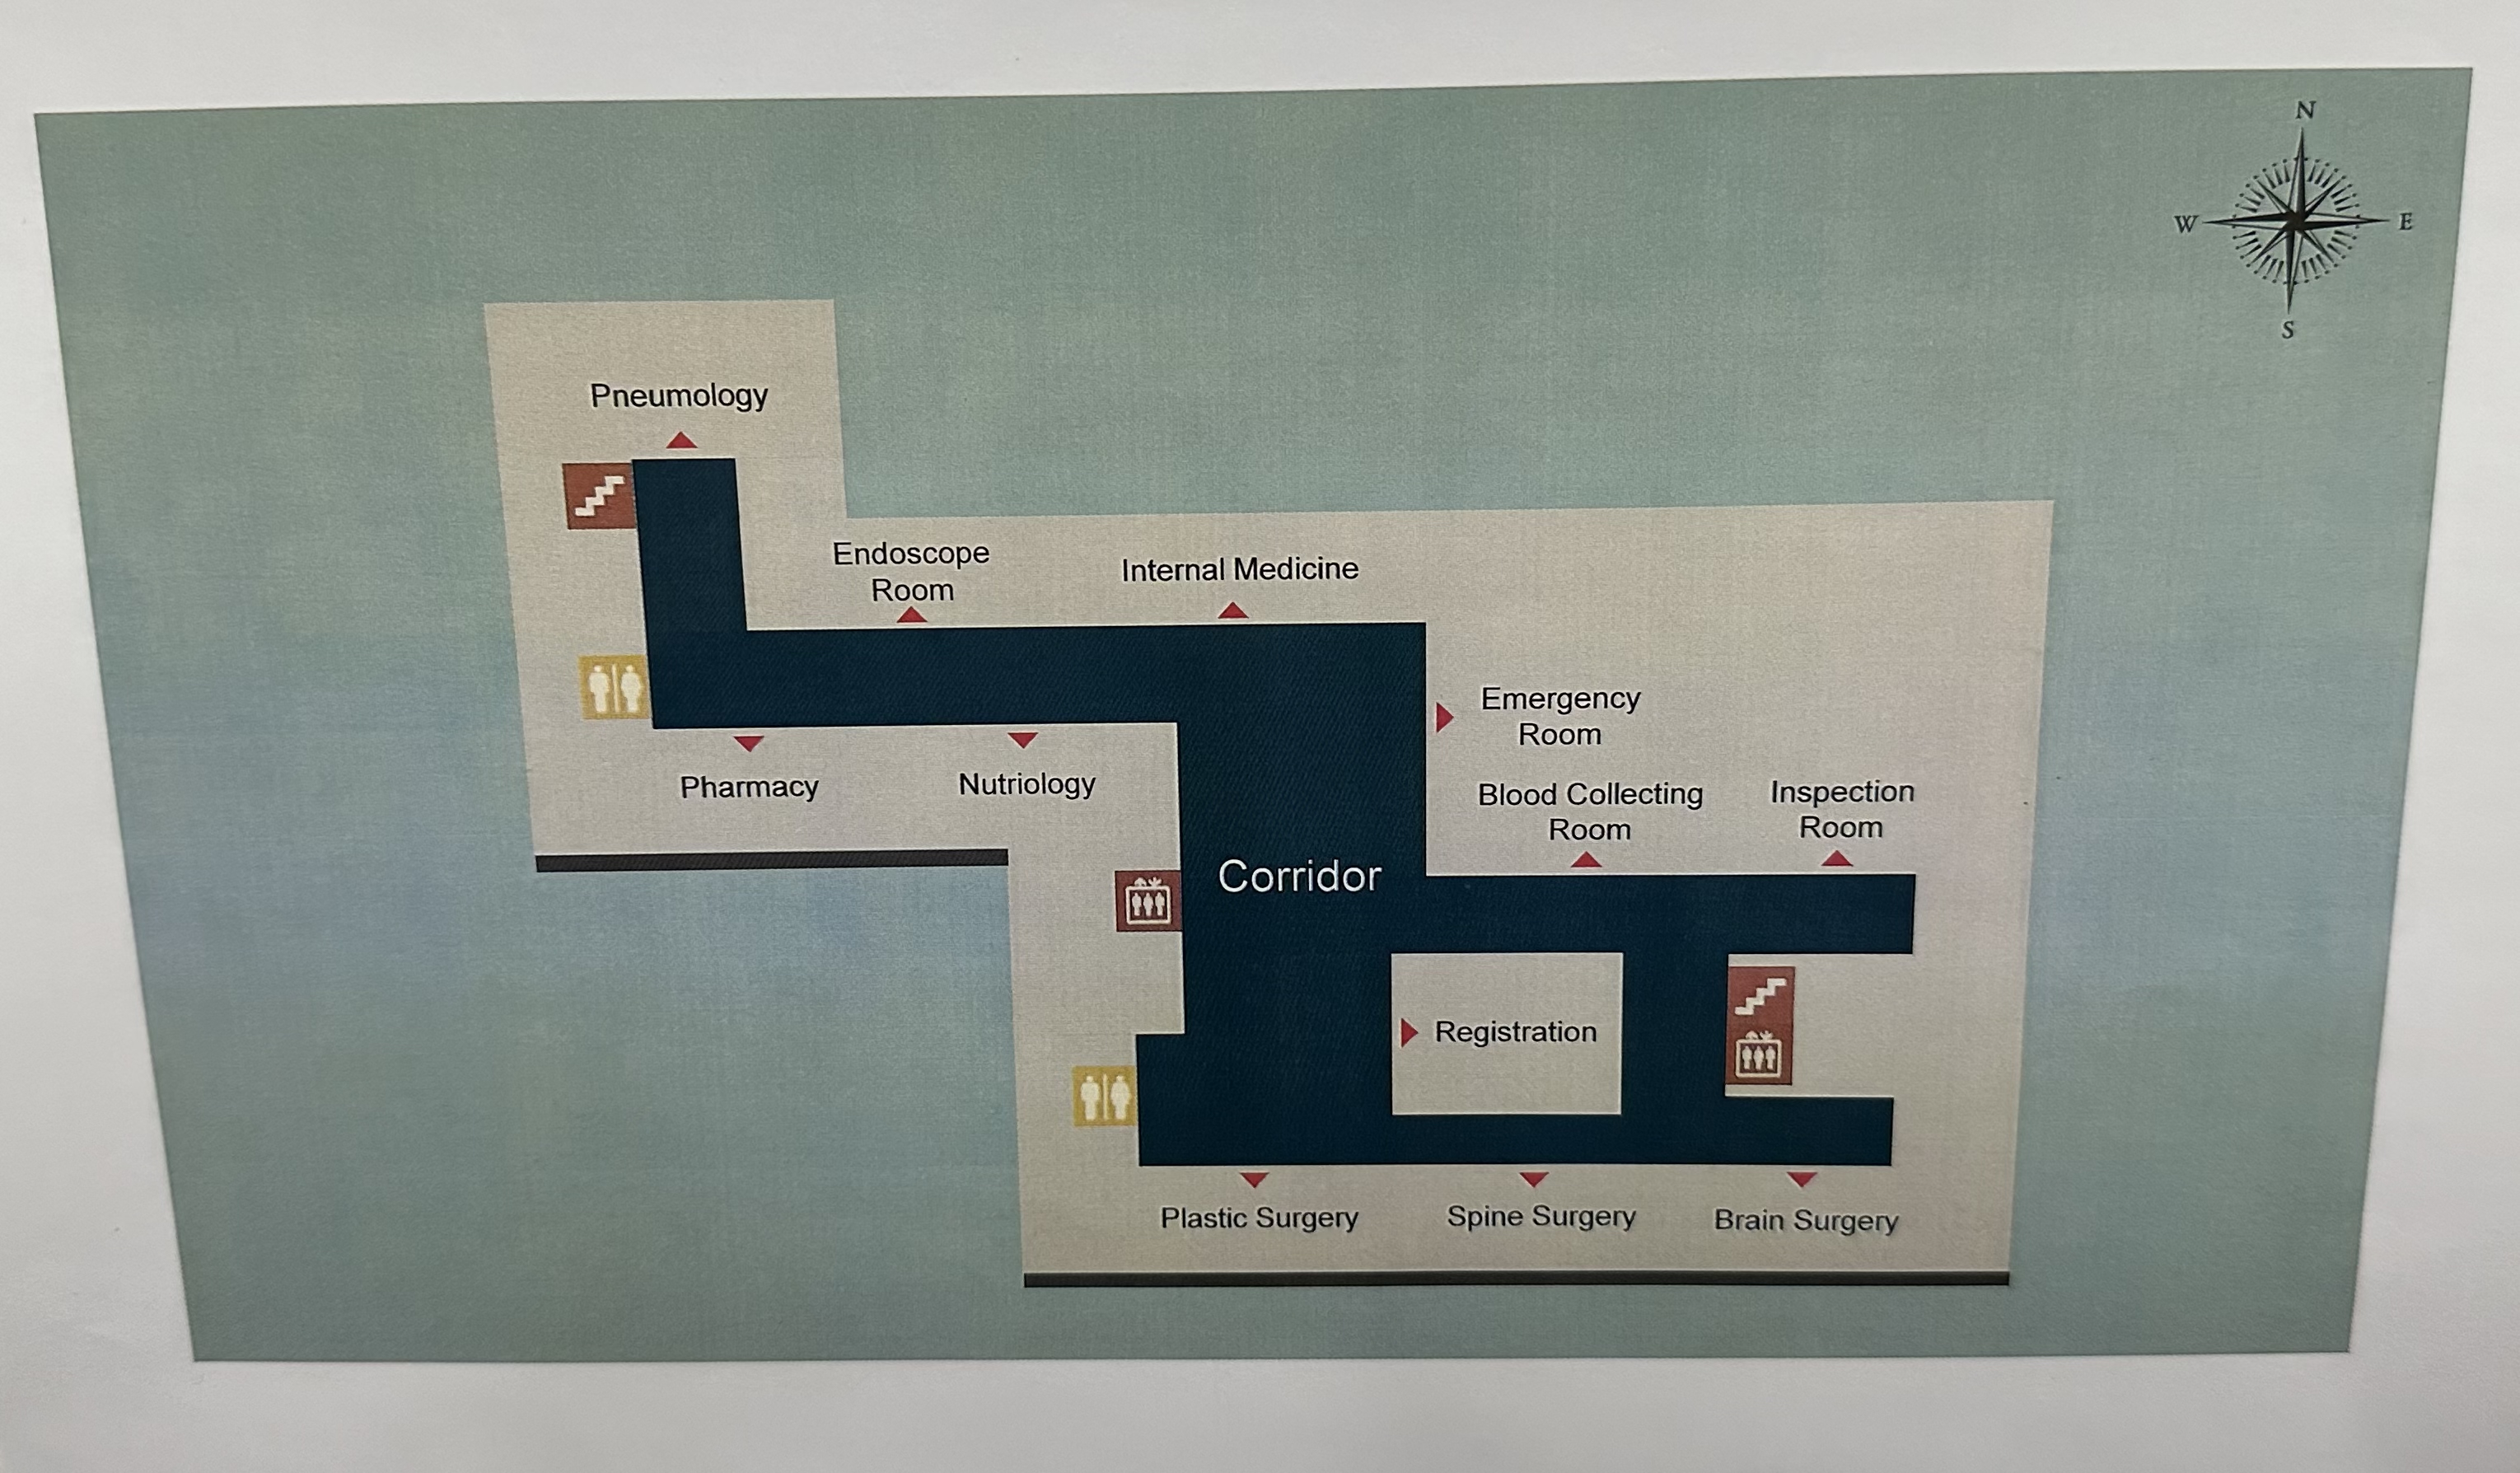 N
W
E
S
Pneumology
Endoscope
Room
Internal Medicine
Emergency
Room
Pharmacy
Nutriology
Blood Collecting
Room
Inspection
Room
Corridor
Registration
Plastic Surgery
Spine Surgery
Brain Surgery